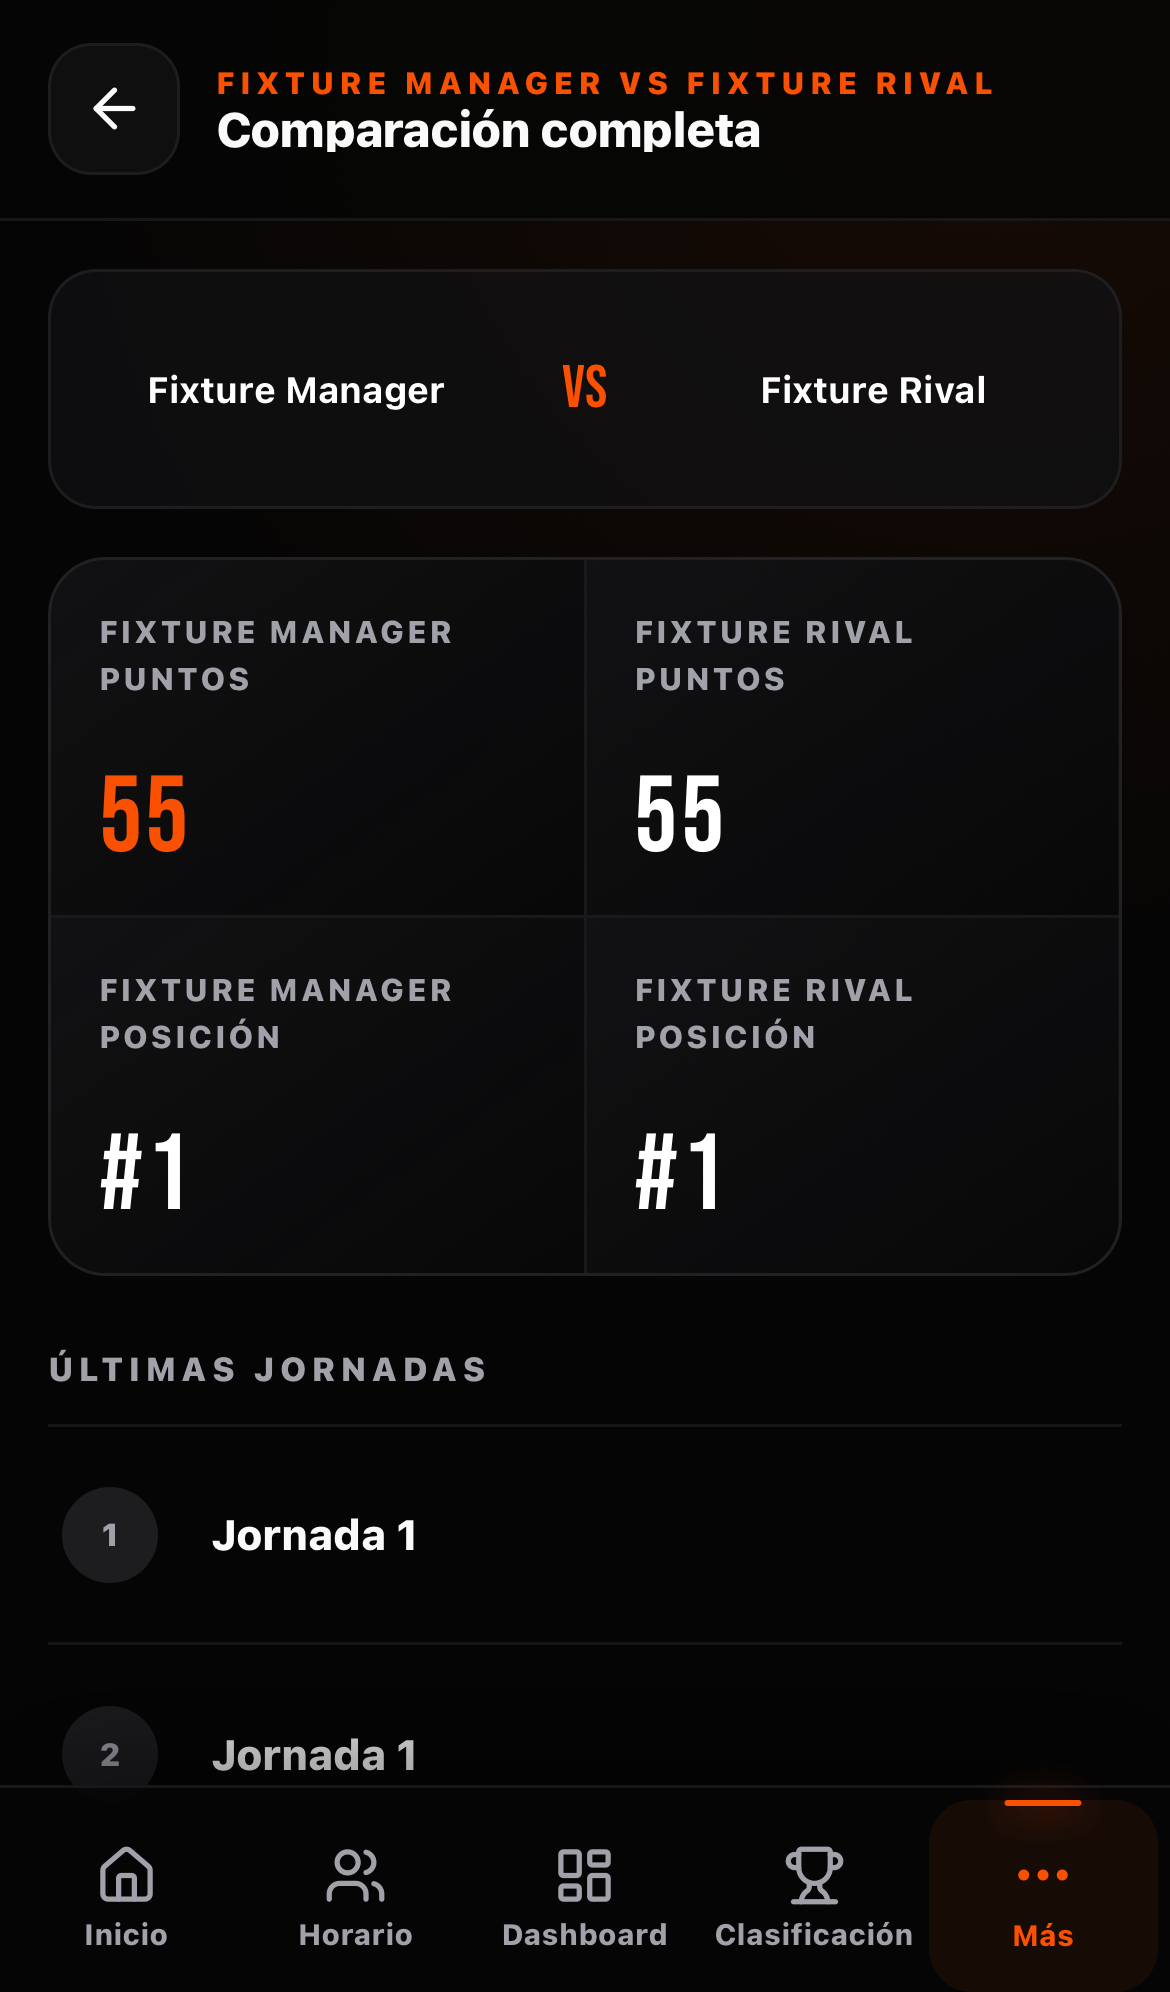 FIXTURE MANAGER VS FIXTURE RIVAL
Comparación completa
Fixture Manager
VS
Fixture Rival
FIXTURE MANAGER
PUNTOS
55
FIXTURE RIVAL
PUNTOS
55
FIXTURE MANAGER
POSICIÓN
#1
FIXTURE RIVAL
POSICIÓN
#1
ÚLTIMAS JORNADAS
1
Jornada 1
2
Jornada 1
Inicio
Horario
Dashboard
Clasificación
Más